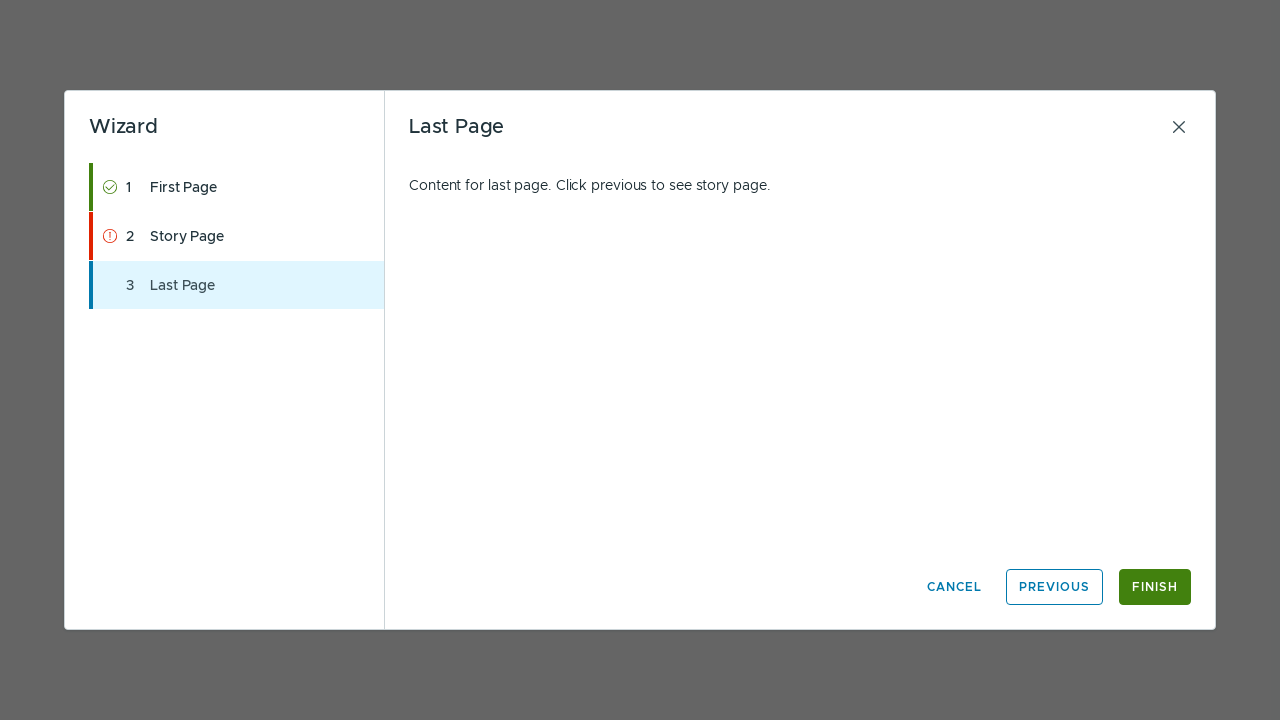 Wizard
1 First Page
2 Story Page
3 Last Page
Last Page
Content for last page. Click previous to see story page.
CANCEL
PREVIOUS
FINISH